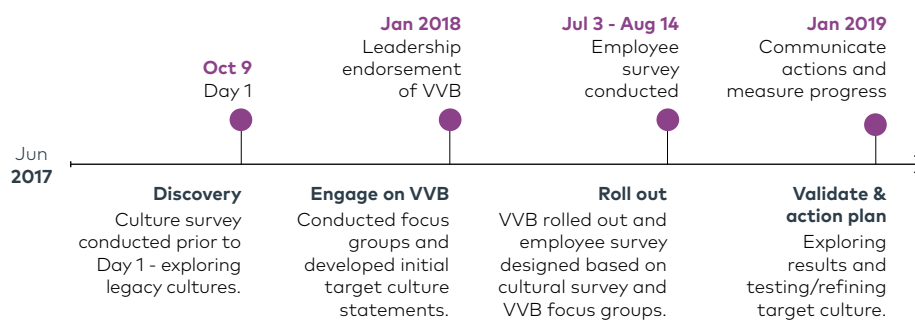 Oct 9
Day 1
Jan 2018
Leadership
endorsement
of VVB
Jul 3 - Aug 14
Employee
survey
conducted
Jan 2019
Communicate
actions and
measure progress
Jun
2017
Discovery
Culture survey
conducted prior to
Day 1 - exploring
legacy cultures.
Engage on VVB
Conducted focus
groups and
developed initial
target culture
statements.
Roll out
VVB rolled out and
employee survey
designed based on
cultural survey and
VVB focus groups.
Validate &
action plan
Exploring
results and
testing/refining
target culture.